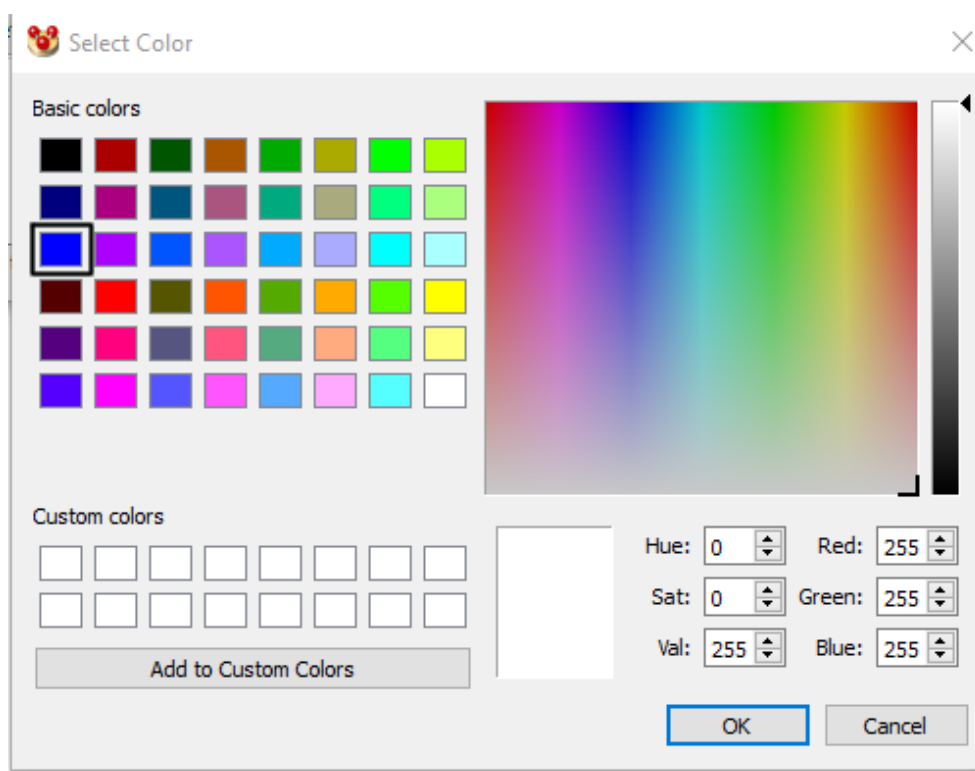 Select Color
Basic colors
Custom colors
Add to Custom Colors
Hue: 0 Red: 255
Sat: 0 Green: 255
Val: 255 Blue: 255
OK Cancel